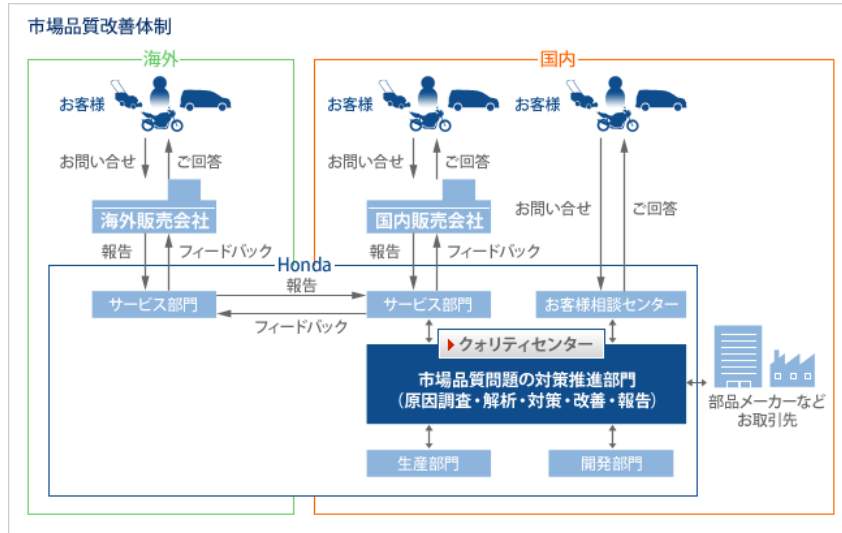 市場品質改善体制
海外
国内
お客様
お客様
お客様
お問い合せ
ご回答
お問い合せ
ご回答
お問い合せ
ご回答
海外販売会社
国内販売会社
報告
フィードバック
報告
フィードバック
Honda
サービス部門
報告
フィードバック
サービス部門
お客様相談センター
クォリティセンター
市場品質問題の対策推進部門
（原因調査・解析・対策・改善・報告）
部品メーカーなど
お取引先
生産部門
開発部門